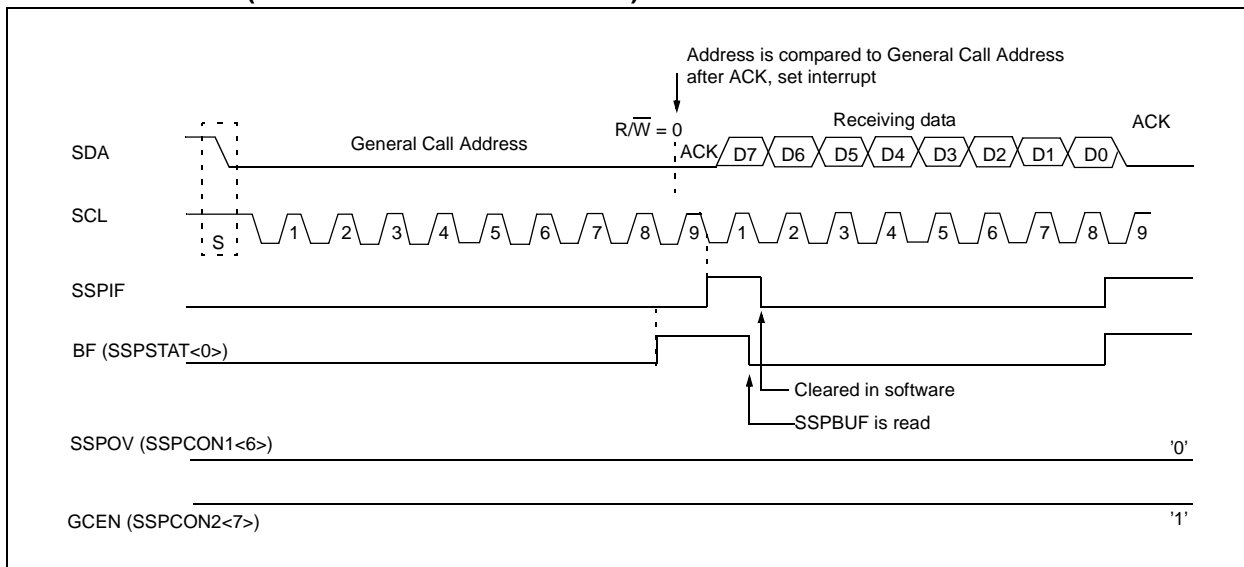 Address is compared to General Call Address
after ACK, set interrupt
R/W̅ = 0
Receiving data
ACK
SDA
General Call Address
ACK
D7 D6 D5 D4 D3 D2 D1 D0
SCL
S
1 2 3 4 5 6 7 8 9 1 2 3 4 5 6 7 8 9
SSPIF
BF (SSPSTAT<0>)
Cleared in software
SSPBUF is read
SSPOV (SSPCON1<6>)
'0'
GCEN (SSPCON2<7>)
'1'